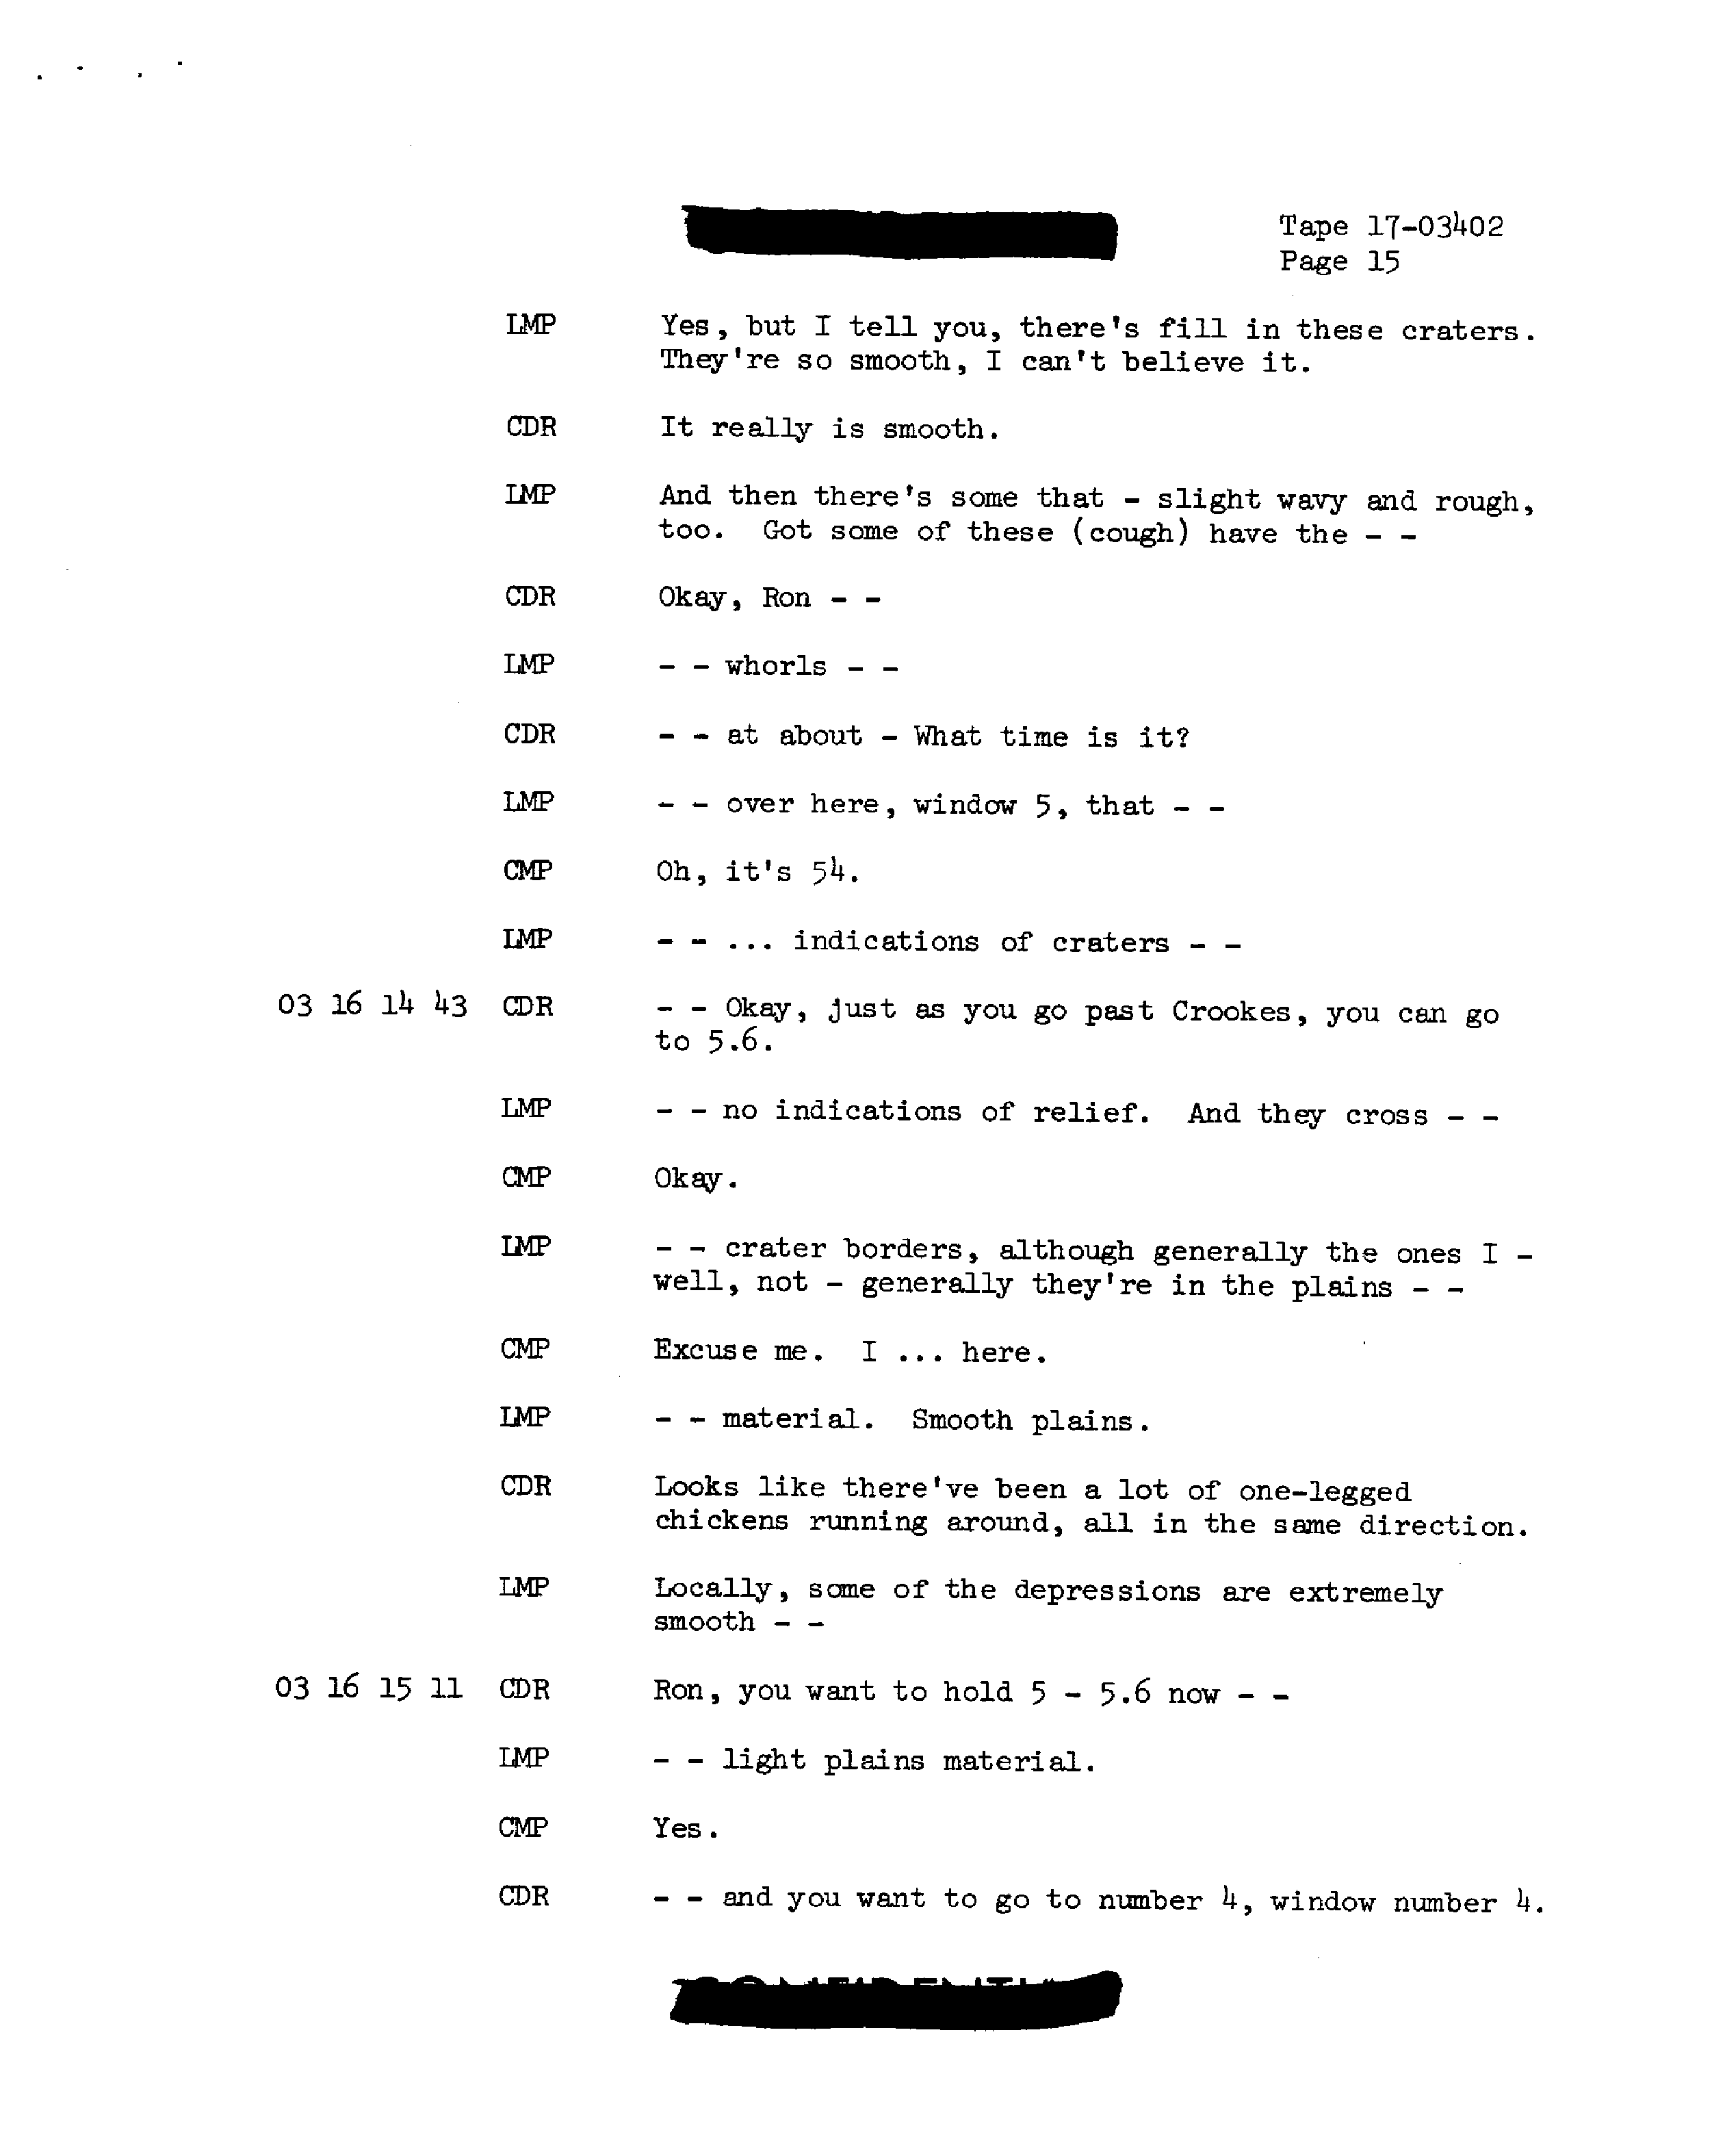 Tape 17-03402
Page 15
LMP Yes, but I tell you, there's fill in these craters.
They're so smooth, I can't believe it.
CDR It really is smooth.
LMP And then there's some that - slight wavy and rough,
too. Got some of these (cough) have the - -
CDR Okay, Ron - -
LMP - - whorls - -
CDR - - at about - What time is it?
LMP - - over here, window 5, that - -
CMP Oh, it's 54.
LMP - - ... indications of craters - -
03 16 14 43 CDR - - Okay, just as you go past Crookes, you can go
to 5.6.
LMP - - no indications of relief. And they cross - -
CMP Okay.
LMP - - crater borders, although generally the ones I -
well, not - generally they're in the plains - -
CMP Excuse me. I ... here.
LMP - - material. Smooth plains.
CDR Looks like there've been a lot of one-legged
chickens running around, all in the same direction.
LMP Locally, some of the depressions are extremely
smooth - -
03 16 15 11 CDR Ron, you want to hold 5 - 5.6 now - -
LMP - - light plains material.
CMP Yes.
CDR - - and you want to go to number 4, window number 4.